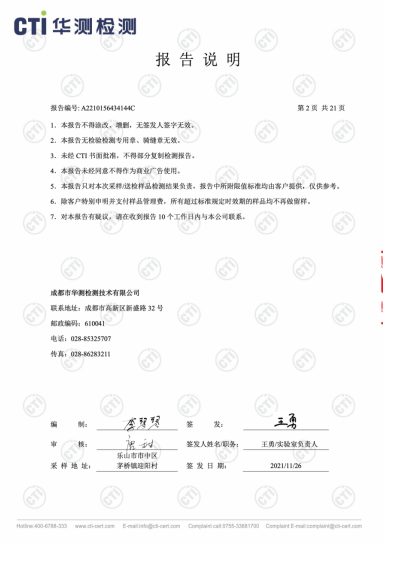 CTI 华测检测
报 告 说 明
报告编号: A2210156434144C 第 2 页 共 21 页
1．本报告不得涂改、增删，无签发人签字无效。
2．本报告无检验检测专用章、骑缝章无效。
3．未经 CTI 书面批准，不得部分复制检测报告。
4．本报告未经同意不得作为商业广告使用。
5．本报告只对本次采样/送检样品检测结果负责，报告中所附限值标准均由客户提供，仅供参考。
6．除客户特别申明并支付样品管理费，所有超过标准规定时效期的样品均不再做留样。
7．对本报告有疑议，请在收到报告 10 个工作日内与本公司联系。
成都市华测检测技术有限公司
联系地址：成都市高新区新盛路 32 号
邮政编码：610041
电话：028-85325707
传真：028-86283211
编 制： 签 发： 王勇
审 核： 签发人姓名/职务： 王勇/实验室负责人
采 样 地 址： 乐山市市中区
茅桥镇迎阳村 签 发 日 期： 2021/11/26
Hotline:400-6788-333 www.cti-cert.com E-mail:info@cti-cert.com Complaint call:0755-33681700 Complaint E-mail:complaint@cti-cert.com